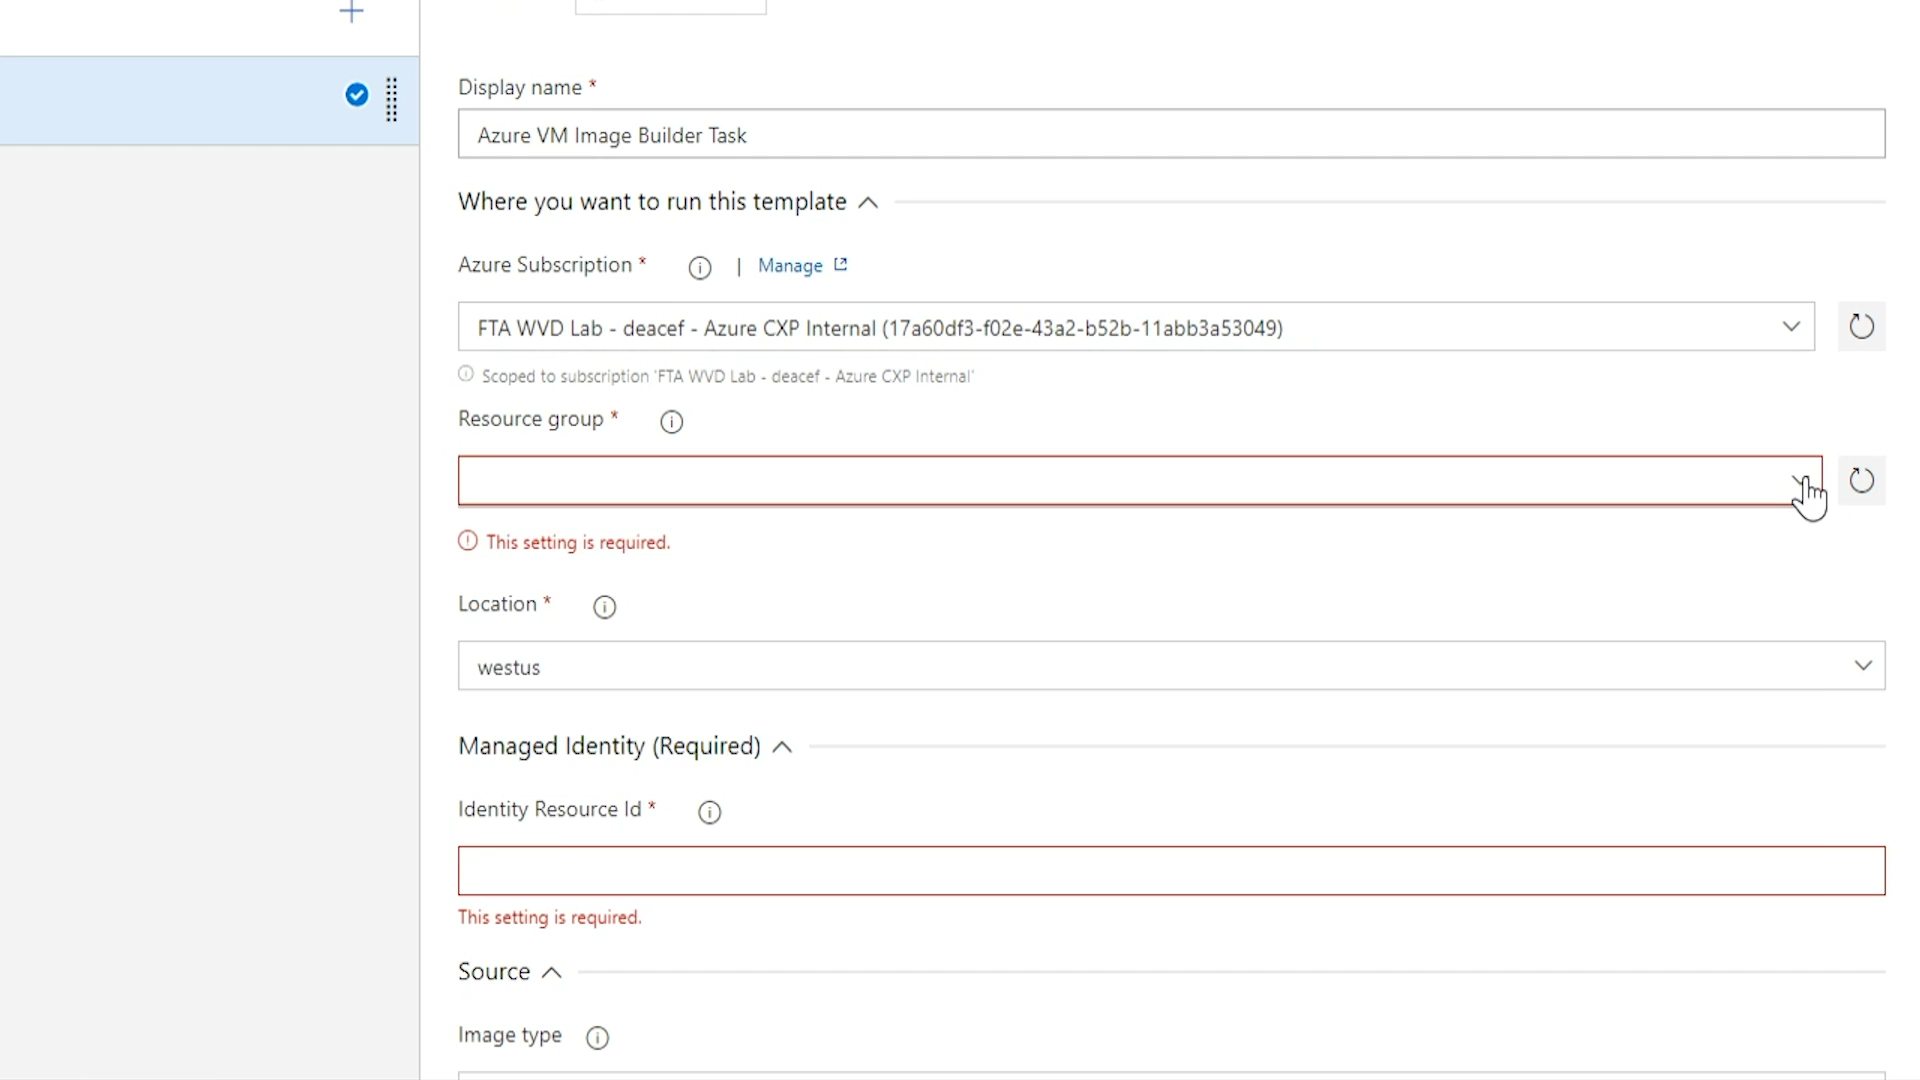 Display name *
Azure VM Image Builder Task
Where you want to run this template
Azure Subscription * | Manage
FTA WVD Lab - deacef - Azure CXP Internal (17a60df3-f02e-43a2-b52b-11abb3a53049)
Scoped to subscription 'FTA WVD Lab - deacef - Azure CXP Internal'
Resource group *
This setting is required.
Location *
westus
Managed Identity (Required)
Identity Resource Id *
This setting is required.
Source
Image type